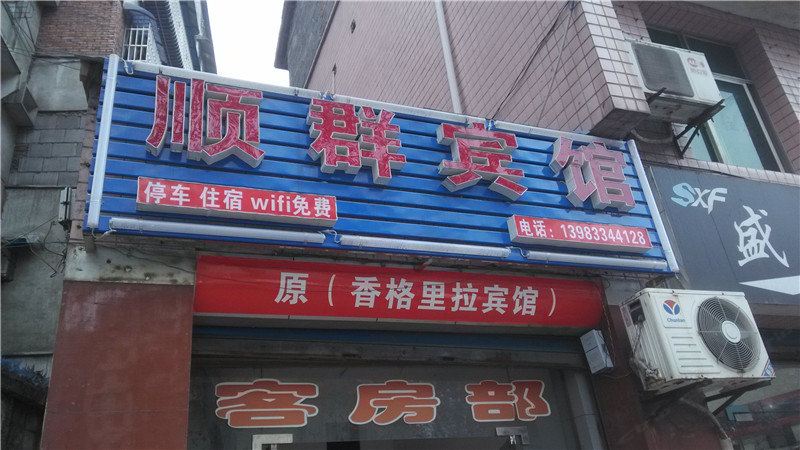 顺群宾馆
停车 住宿 wifi免费
电话：13983344128
原（香格里拉宾馆）
客房部
SXF
盛
Chunlan